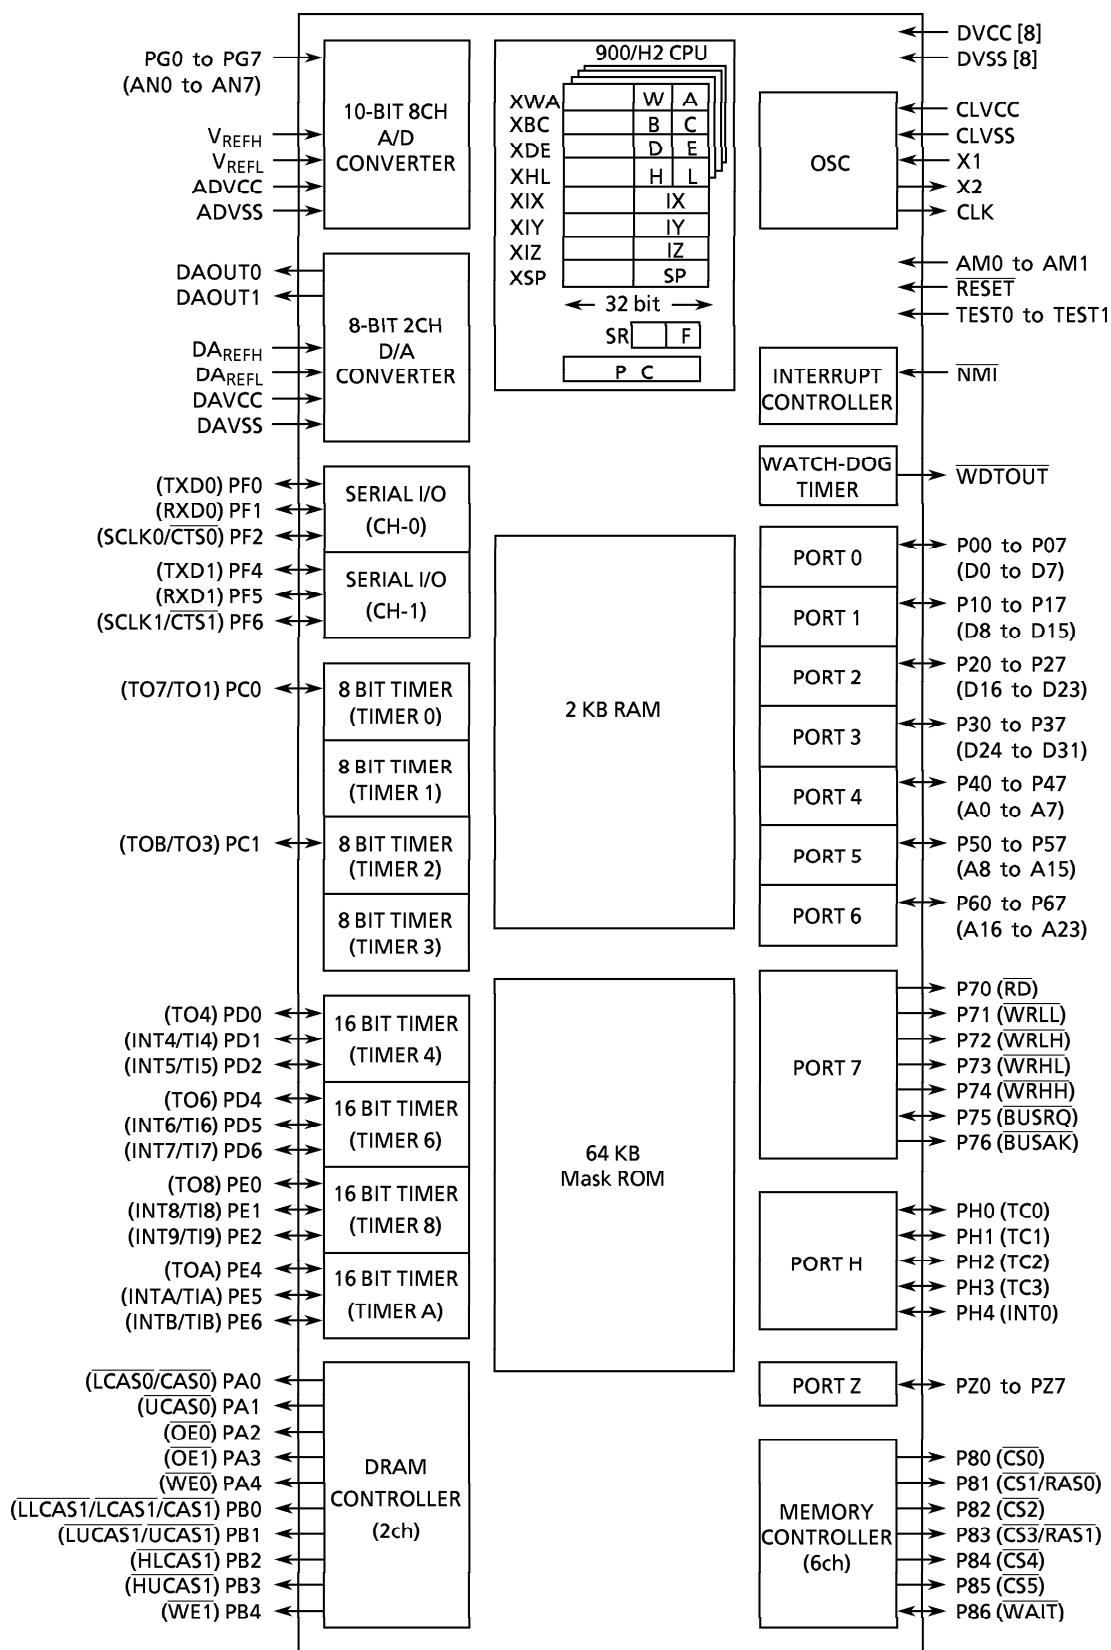 PG0 to PG7
(AN0 to AN7)
VREFH
VREFL
ADVCC
ADVSS
10-BIT 8CH
A/D
CONVERTER
DAOUT0
DAOUT1
DAREFH
DAREFL
DAVCC
DAVSS
8-BIT 2CH
D/A
CONVERTER
(TXD0) PF0
(RXD0) PF1
(SCLK0/CTS0) PF2
SERIAL I/O
(CH-0)
(TXD1) PF4
(RXD1) PF5
(SCLK1/CTS1) PF6
SERIAL I/O
(CH-1)
(TO7/TO1) PC0
8 BIT TIMER
(TIMER 0)
8 BIT TIMER
(TIMER 1)
(TOB/TO3) PC1
8 BIT TIMER
(TIMER 2)
8 BIT TIMER
(TIMER 3)
(TO4) PD0
(INT4/TI4) PD1
(INT5/TI5) PD2
16 BIT TIMER
(TIMER 4)
(TO6) PD4
(INT6/TI6) PD5
(INT7/TI7) PD6
16 BIT TIMER
(TIMER 6)
(TO8) PE0
(INT8/TI8) PE1
(INT9/TI9) PE2
16 BIT TIMER
(TIMER 8)
(TOA) PE4
(INTA/TIA) PE5
(INTB/TIB) PE6
16 BIT TIMER
(TIMER A)
(LCAS0/CAS0) PA0
(UCAS0) PA1
(OE0) PA2
(OE1) PA3
(WE0) PA4
(LLCAS1/LCAS1/CAS1) PB0
(LUCAS1/UCAS1) PB1
(HLCAS1) PB2
(HUCAS1) PB3
(WE1) PB4
DRAM
CONTROLLER
(2ch)
900/H2 CPU
XWA W A
XBC B C
XDE D E
XHL H L
XIX IX
XIY IY
XIZ IZ
XSP SP
32 bit
SR F
P C
2 KB RAM
64 KB
Mask ROM
DVCC [8]
DVSS [8]
OSC
CLVCC
CLVSS
X1
X2
CLK
AM0 to AM1
RESET
TEST0 to TEST1
INTERRUPT
CONTROLLER
NMI
WATCH-DOG
TIMER
WDTOUT
PORT 0
P00 to P07
(D0 to D7)
PORT 1
P10 to P17
(D8 to D15)
PORT 2
P20 to P27
(D16 to D23)
PORT 3
P30 to P37
(D24 to D31)
PORT 4
P40 to P47
(A0 to A7)
PORT 5
P50 to P57
(A8 to A15)
PORT 6
P60 to P67
(A16 to A23)
PORT 7
P70 (RD)
P71 (WRLL)
P72 (WRLH)
P73 (WRHL)
P74 (WRHH)
P75 (BUSRQ)
P76 (BUSAK)
PORT H
PH0 (TC0)
PH1 (TC1)
PH2 (TC2)
PH3 (TC3)
PH4 (INT0)
PORT Z
PZ0 to PZ7
MEMORY
CONTROLLER
(6ch)
P80 (CS0)
P81 (CS1/RAS0)
P82 (CS2)
P83 (CS3/RAS1)
P84 (CS4)
P85 (CS5)
P86 (WAIT)